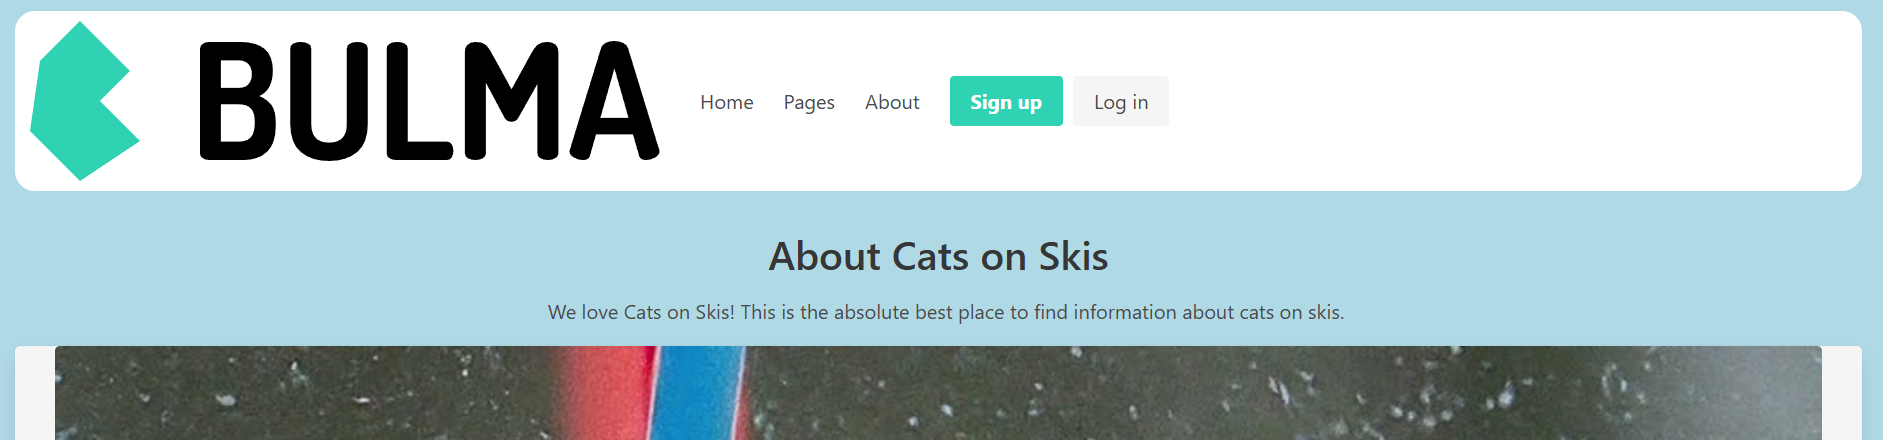 BULMA
Home Pages About Sign up Log in
About Cats on Skis
We love Cats on Skis! This is the absolute best place to find information about cats on skis.